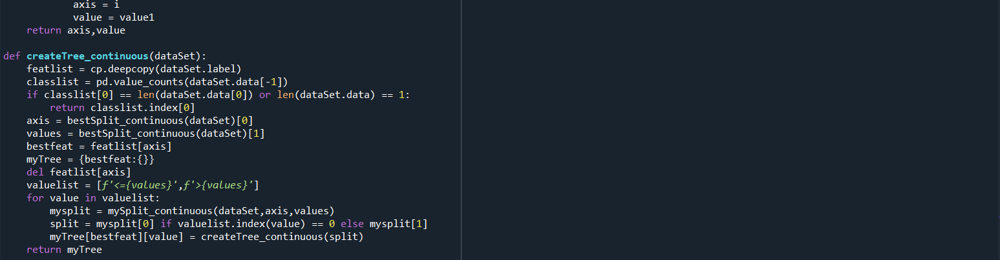 axis = i
value = value1
return axis,value
def createTree_continuous(dataSet):
featlist = cp.deepcopy(dataSet.label)
classlist = pd.value_counts(dataSet.data[-1])
if classlist[0] == len(dataSet.data[0]) or len(dataSet.data) == 1:
return classlist.index[0]
axis = bestSplit_continuous(dataSet)[0]
values = bestSplit_continuous(dataSet)[1]
bestfeat = featlist[axis]
myTree = {bestfeat:{}}
del featlist[axis]
valuelist = [f'<={values}',f'>{values}']
for value in valuelist:
mysplit = mySplit_continuous(dataSet,axis,values)
split = mysplit[0] if valuelist.index(value) == 0 else mysplit[1]
myTree[bestfeat][value] = createTree_continuous(split)
return myTree